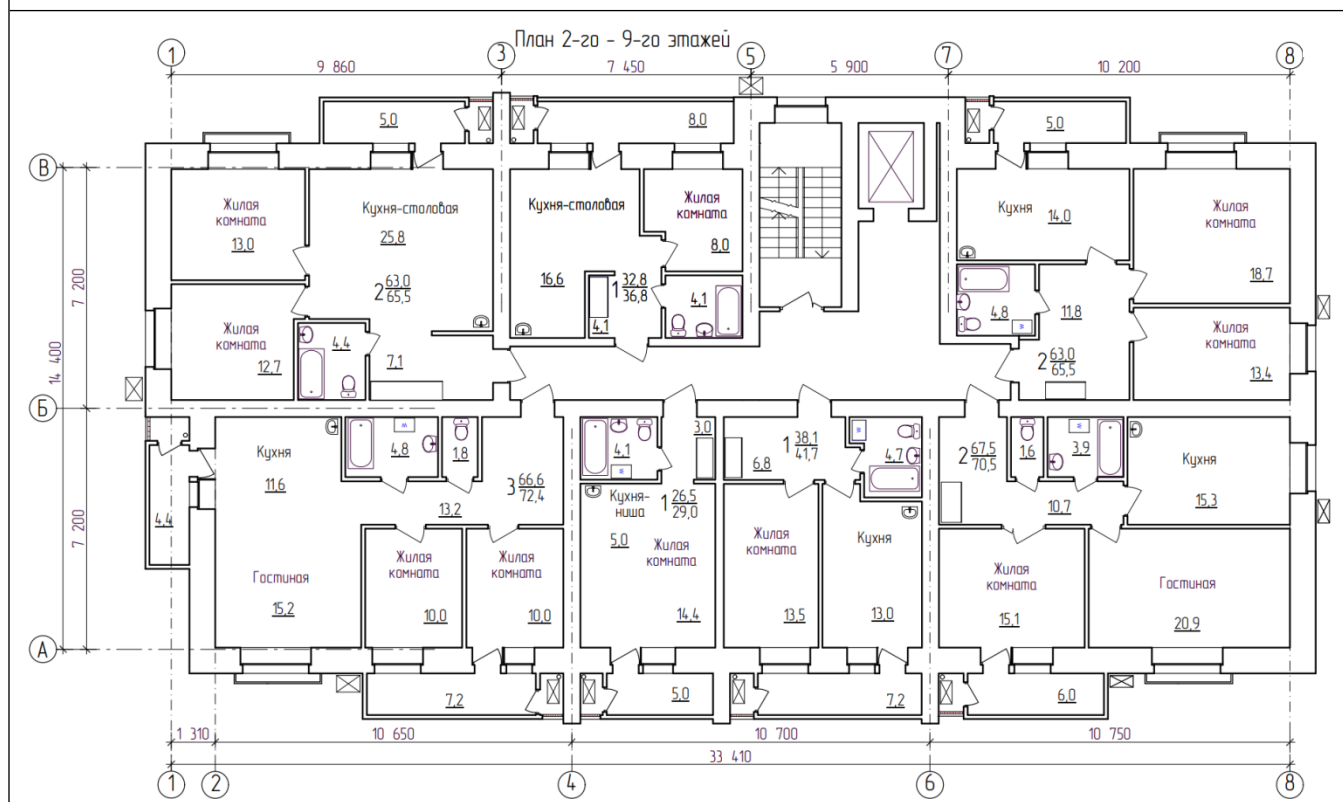 План 2-го - 9-го этажей
1 3 5 7 8
9 860 7 450 5 900 10 200
5,0 8,0 5,0
В
Жилая
комната
13,0
Кухня-столовая
25,8
2 63,0
65,5
Кухня-столовая
16,6
Жилая
комната
8,0
1 32,8
36,8
4,1
4,1
Кухня
14,0
Жилая
комната
18,7
4,8
11,8
7 200
14 400
Жилая
комната
12,7
4,4
7,1
2 63,0
65,5
Жилая
комната
13,4
Б
Кухня
11,6
4,8
1,8
3 66,6
72,4
13,2
4,4
4,1
3,0
Кухня-
ниша
5,0
1 26,5
29,0
6,8
1 38,1
41,7
4,7
2 67,5
70,5
1,6
3,9
Кухня
15,3
10,7
7 200
Гостиная
15,2
Жилая
комната
10,0
Жилая
комната
10,0
Жилая
комната
14,4
Жилая
комната
13,5
Кухня
13,0
Жилая
комната
15,1
Гостиная
20,9
А
7,2 5,0 7,2 6,0
1 310 10 650 10 700 10 750
33 410
1 2 4 6 8